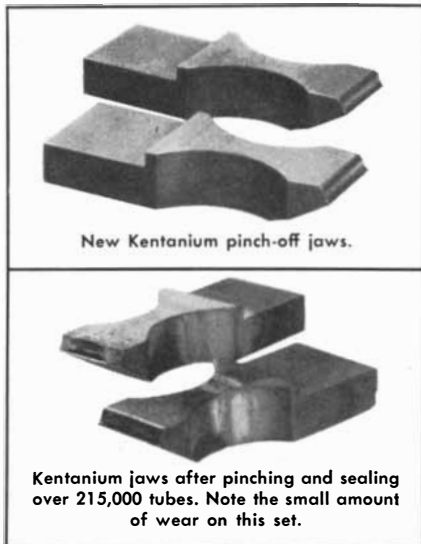 New Kentanium pinch-off jaws.
Kentanium jaws after pinching and sealing
over 215,000 tubes. Note the small amount
of wear on this set.